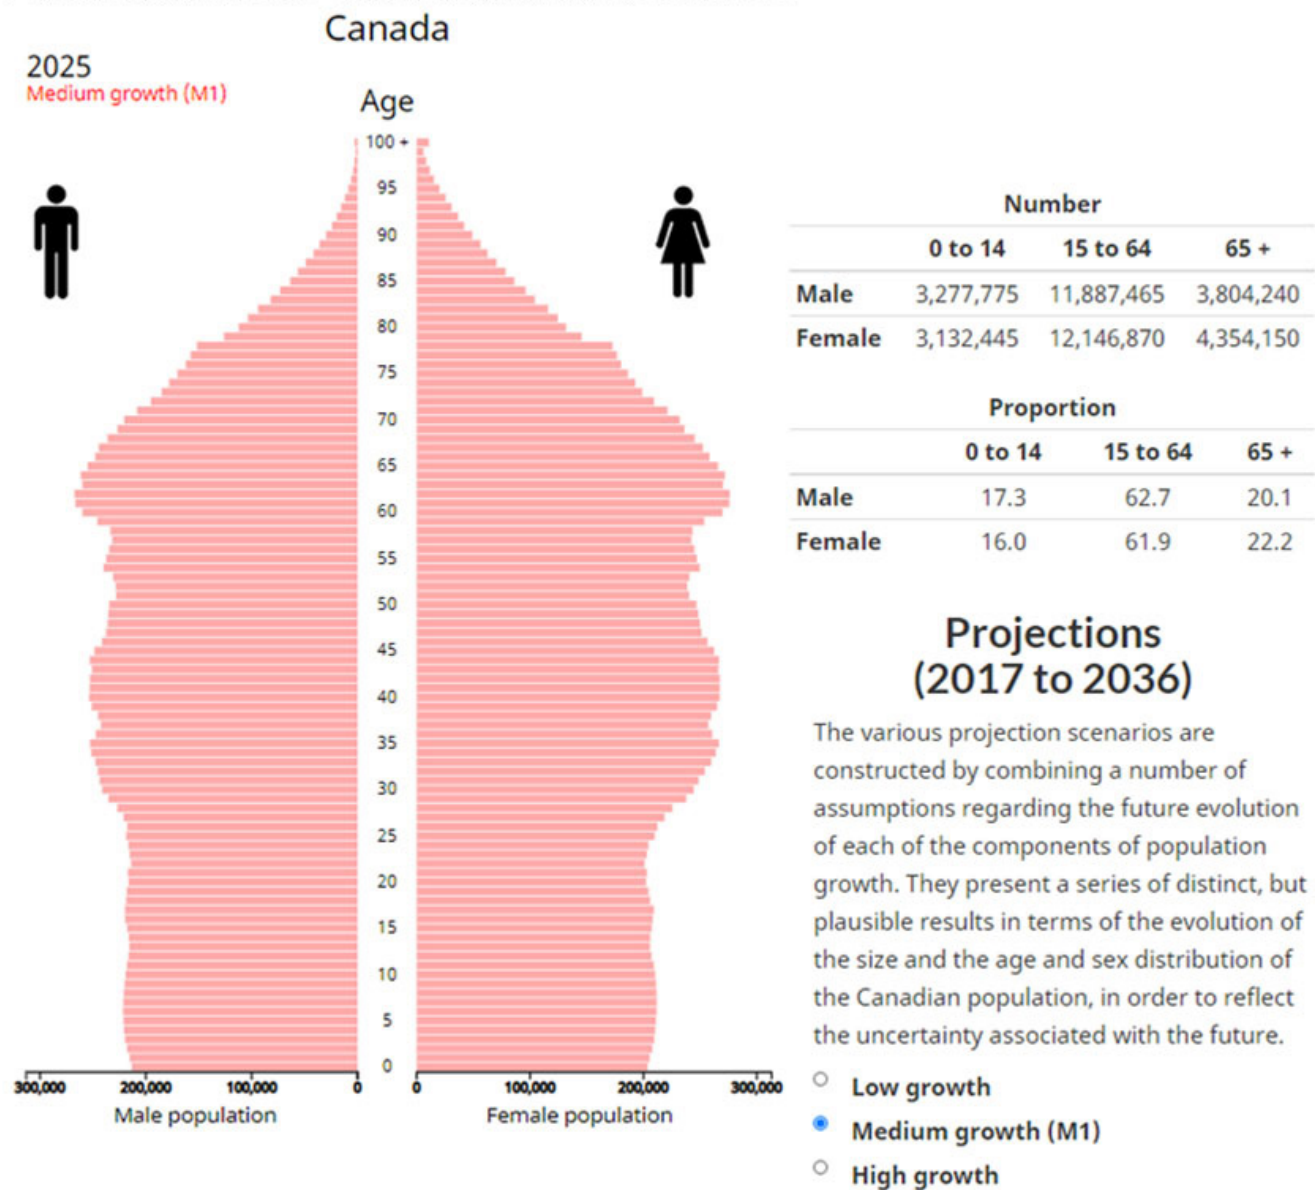 Canada
2025
Medium growth (M1)
Age
100 +
95
90
85
80
75
70
65
60
55
50
45
40
35
30
25
20
15
10
5
0
300,000 200,000 100,000 0
0 100,000 200,000 300,000
Male population
Female population
Number
0 to 14 15 to 64 65 +
Male 3,277,775 11,887,465 3,804,240
Female 3,132,445 12,146,870 4,354,150
Proportion
0 to 14 15 to 64 65 +
Male 17.3 62.7 20.1
Female 16.0 61.9 22.2
Projections
(2017 to 2036)
The various projection scenarios are
constructed by combining a number of
assumptions regarding the future evolution
of each of the components of population
growth. They present a series of distinct, but
plausible results in terms of the evolution of
the size and the age and sex distribution of
the Canadian population, in order to reflect
the uncertainty associated with the future.
Low growth
Medium growth (M1)
High growth